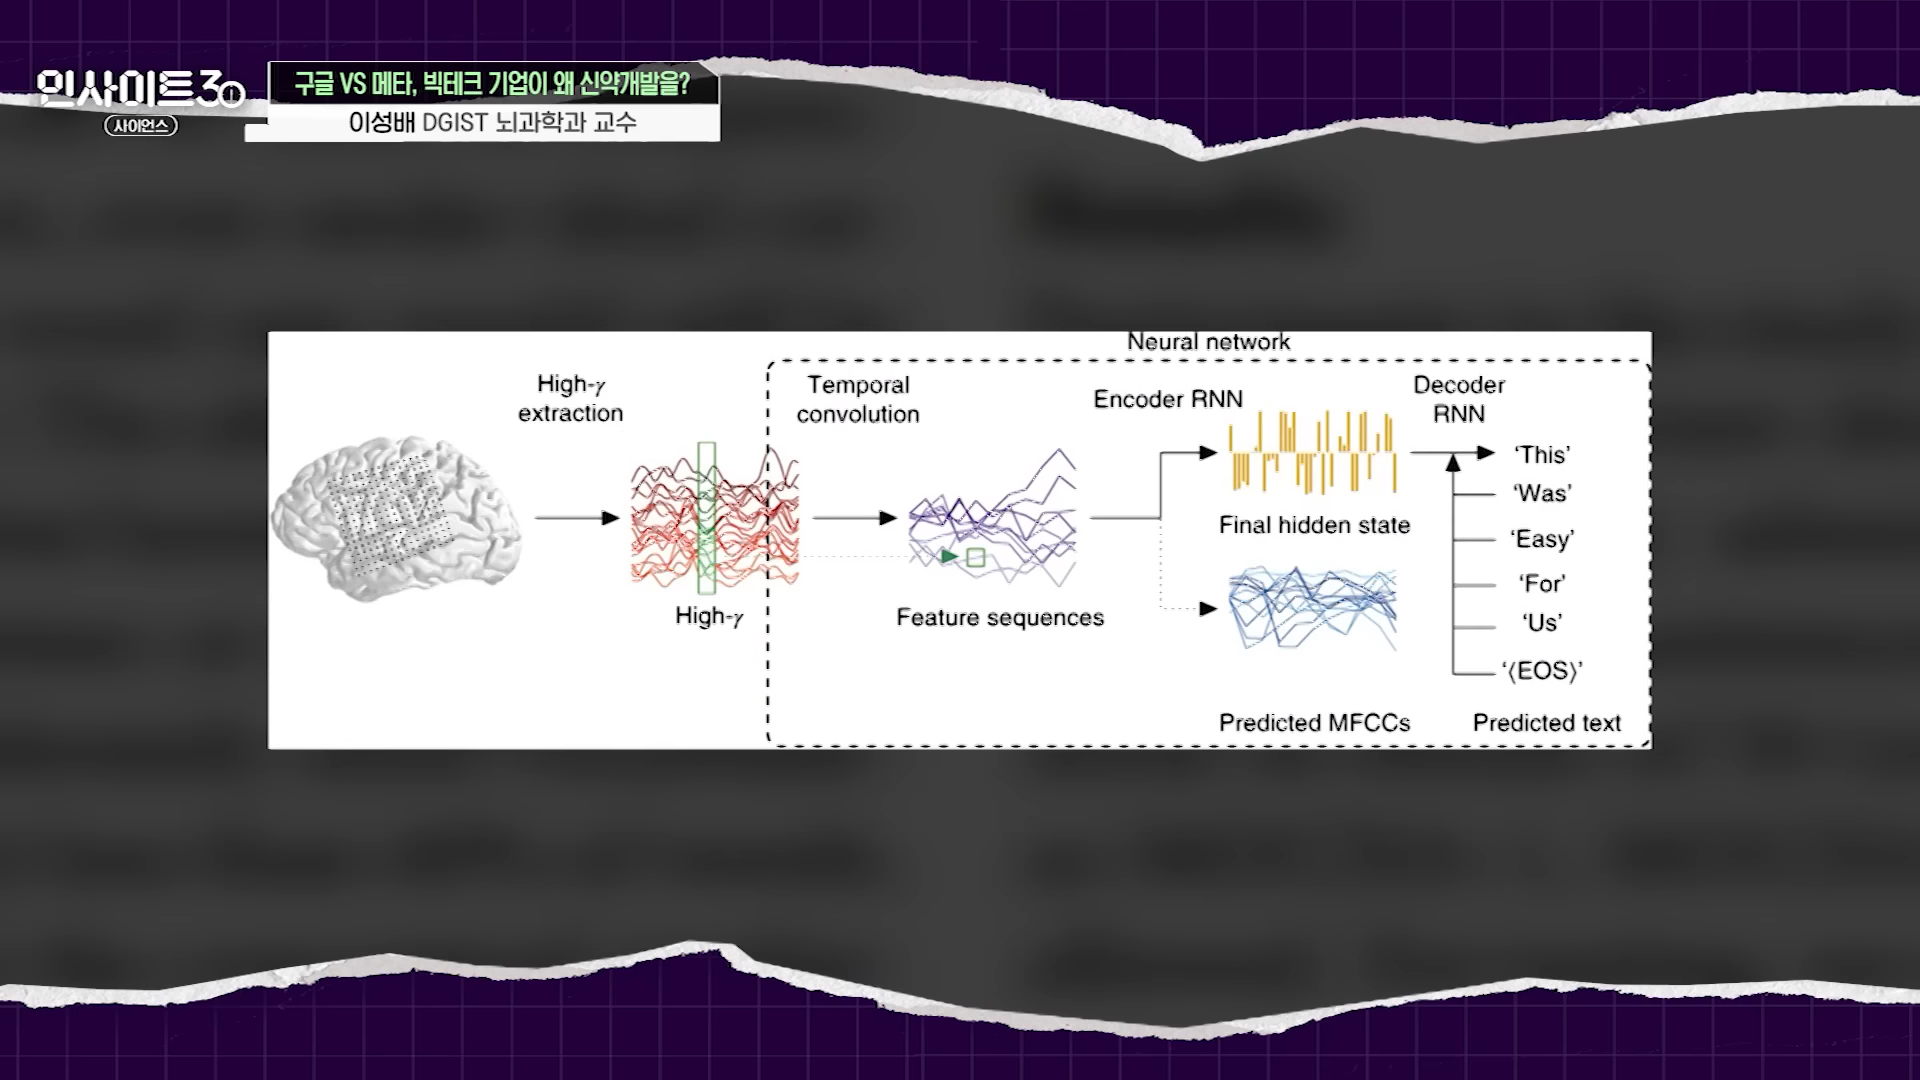 인사이트3.0
사이언스
구글 VS 메타, 빅테크 기업이 왜 신약개발을?
이성배 DGIST 뇌과학과 교수
Neural network
High-γ
extraction
Temporal
convolution
Encoder RNN
Decoder
RNN
High-γ
Feature sequences
Final hidden state
Predicted MFCCs
‘This’
‘Was’
‘Easy’
‘For’
‘Us’
‘⟨EOS⟩’
Predicted text